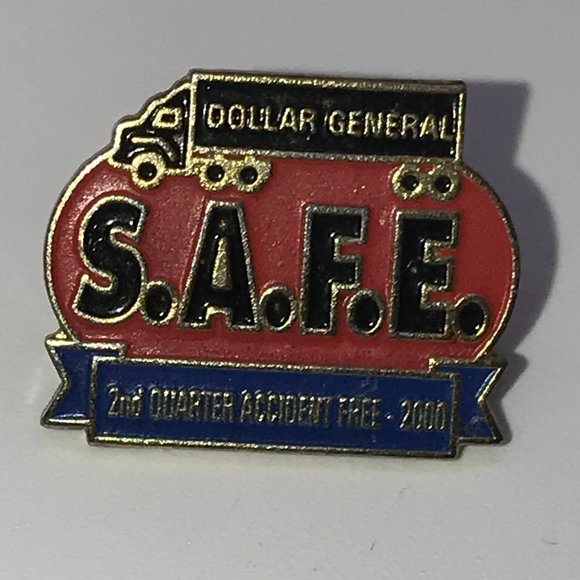 DOLLAR GENERAL
S.A.F.E.
2nd QUARTER ACCIDENT FREE - 2000